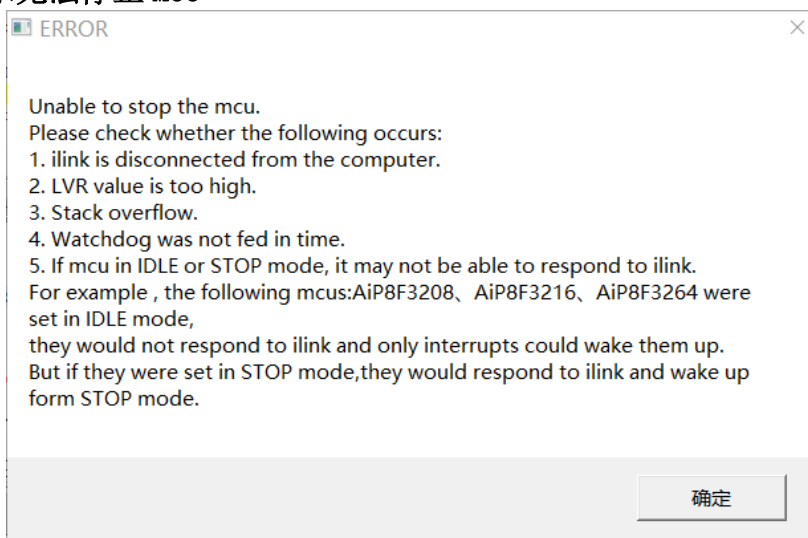 ERROR
Unable to stop the mcu.
Please check whether the following occurs:
1. ilink is disconnected from the computer.
2. LVR value is too high.
3. Stack overflow.
4. Watchdog was not fed in time.
5. If mcu in IDLE or STOP mode, it may not be able to respond to ilink.
For example , the following mcus:AiP8F3208、AiP8F3216、AiP8F3264 were
set in IDLE mode,
they would not respond to ilink and only interrupts could wake them up.
But if they were set in STOP mode,they would respond to ilink and wake up
form STOP mode.
确定